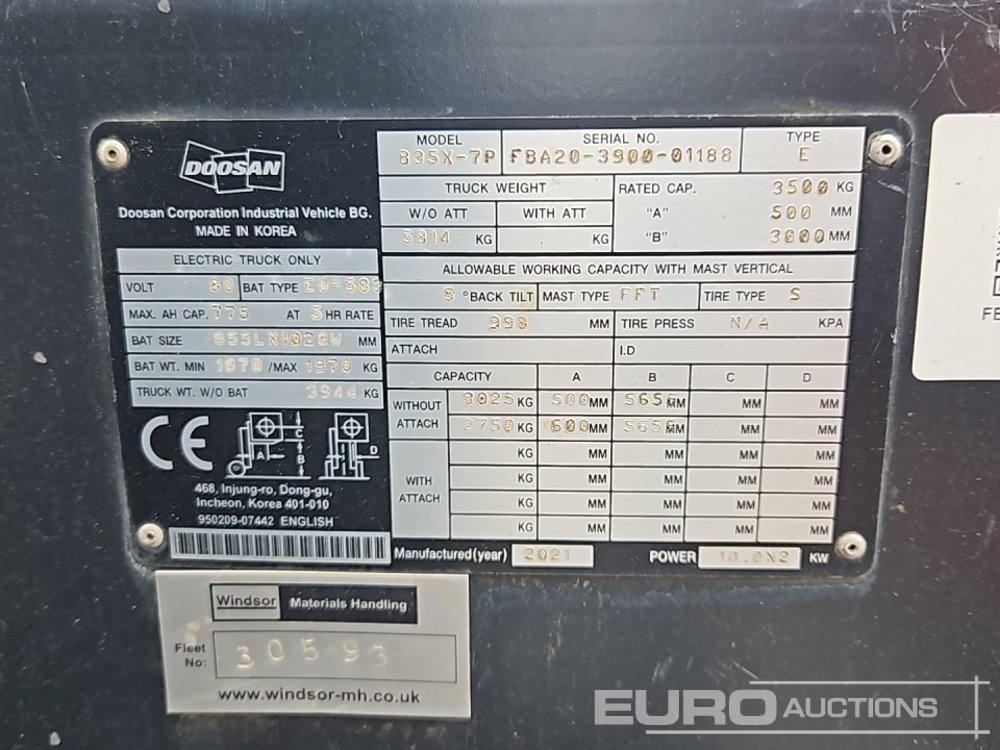 DOOSAN
Doosan Corporation Industrial Vehicle BG.
MADE IN KOREA
ELECTRIC TRUCK ONLY
VOLT 80 BAT TYPE
MAX. AH CAP. 775 AT 5 HR RATE
BAT SIZE MM
BAT WT. MIN 1970 /MAX 1970 KG
TRUCK WT. W/O BAT 3944 KG
CE
C
A
B
D
468, Injung-ro, Dong-gu,
Incheon, Korea 401-010
950209-07442 ENGLISH
MODEL SERIAL NO. TYPE
B35X-7P FBA20-3900-01188 E
TRUCK WEIGHT
W/O ATT WITH ATT
5814 KG KG
RATED CAP. 3500 KG
"A" 500 MM
"B" 3000 MM
ALLOWABLE WORKING CAPACITY WITH MAST VERTICAL
5 °BACK TILT MAST TYPE FFT TIRE TYPE S
TIRE TREAD 998 MM TIRE PRESS N/A KPA
ATTACH I.D
CAPACITY A B C D
WITHOUT ATTACH 3025 KG 500 MM 5655 MM MM MM
2750 KG 600 MM 5655 MM MM MM
WITH ATTACH KG MM MM MM MM
KG MM MM MM MM
KG MM MM MM MM
KG MM MM MM MM
Manufactured(year) 2021 POWER KW
Windsor Materials Handling
Fleet No: 30593
www.windsor-mh.co.uk
FE
EURO AUCTIONS